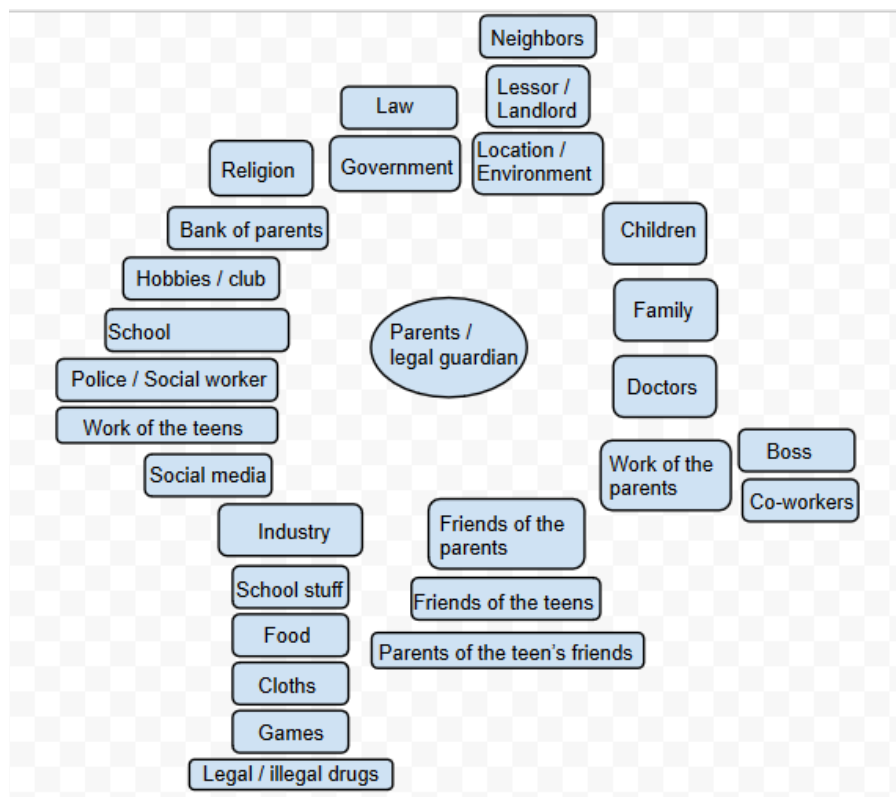 Neighbors
Lessor /
Landlord
Law
Location /
Environment
Government
Religion
Bank of parents
Children
Hobbies / club
Family
School
Parents /
legal guardian
Police / Social worker
Doctors
Work of the teens
Social media
Work of the
parents
Boss
Co-workers
Industry
Friends of the
parents
School stuff
Friends of the teens
Food
Parents of the teen's friends
Cloths
Games
Legal / illegal drugs